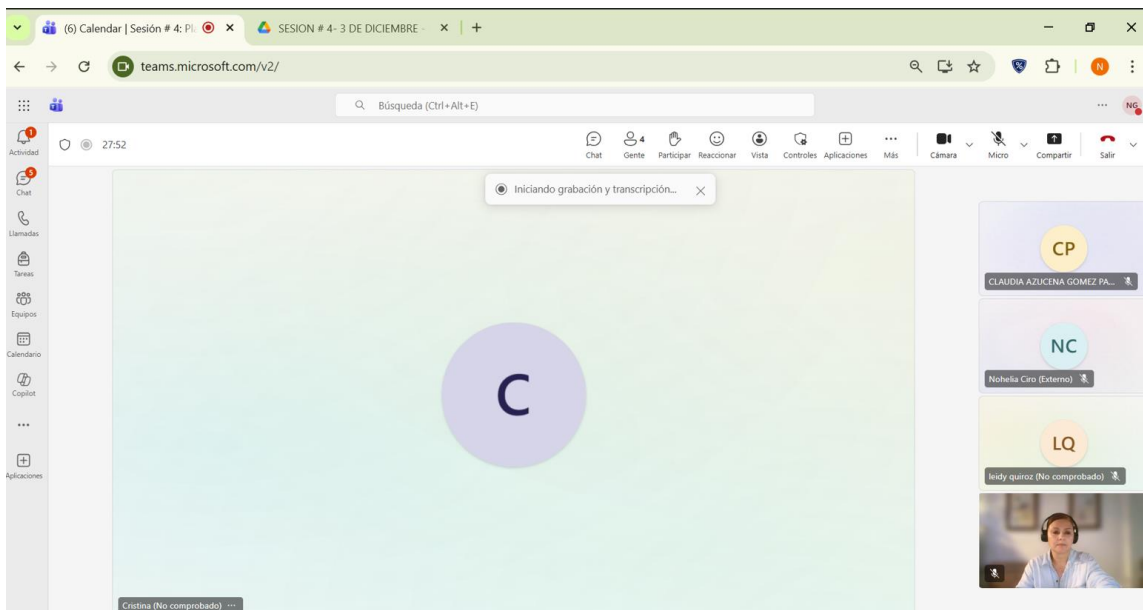 (6) Calendar | Sesión # 4: Pl
SESION # 4- 3 DE DICIEMBRE -
teams.microsoft.com/v2/
N
Búsqueda (Ctrl+Alt+E)
NG
1
Actividad
5
Chat
Llamadas
Tareas
Equipos
Calendario
Copilot
Aplicaciones
27:52
4
Chat
Gente
Participar
Reaccionar
Vista
Controles
Aplicaciones
Más
Cámara
Micro
Compartir
Salir
Iniciando grabación y transcripción...
C
Cristina (No comprobado)
CP
CLAUDIA AZUCENA GOMEZ PA...
NC
Nohelia Ciro (Externo)
LQ
leidy quiroz (No comprobado)